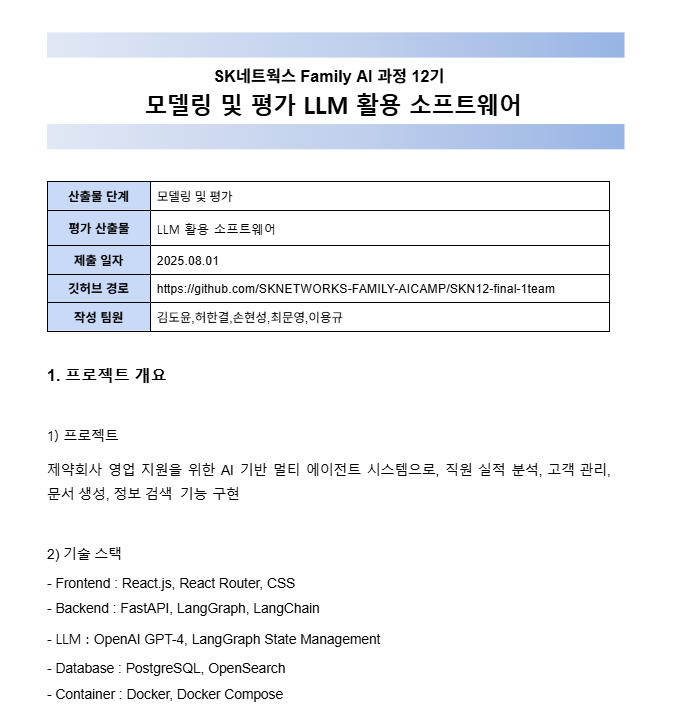 SK네트웍스 Family AI 과정 12기
모델링 및 평가 LLM 활용 소프트웨어
산출물 단계 모델링 및 평가
평가 산출물 LLM 활용 소프트웨어
제출 일자 2025.08.01
깃허브 경로 https://github.com/SKNETWORKS-FAMILY-AICAMP/SKN12-final-1team
작성 팀원 김도윤,허한결,손현성,최문영,이용규
1. 프로젝트 개요
1) 프로젝트
제약회사 영업 지원을 위한 AI 기반 멀티 에이전트 시스템으로, 직원 실적 분석, 고객 관리,
문서 생성, 정보 검색 기능 구현
2) 기술 스택
- Frontend : React.js, React Router, CSS
- Backend : FastAPI, LangGraph, LangChain
- LLM : OpenAI GPT-4, LangGraph State Management
- Database : PostgreSQL, OpenSearch
- Container : Docker, Docker Compose